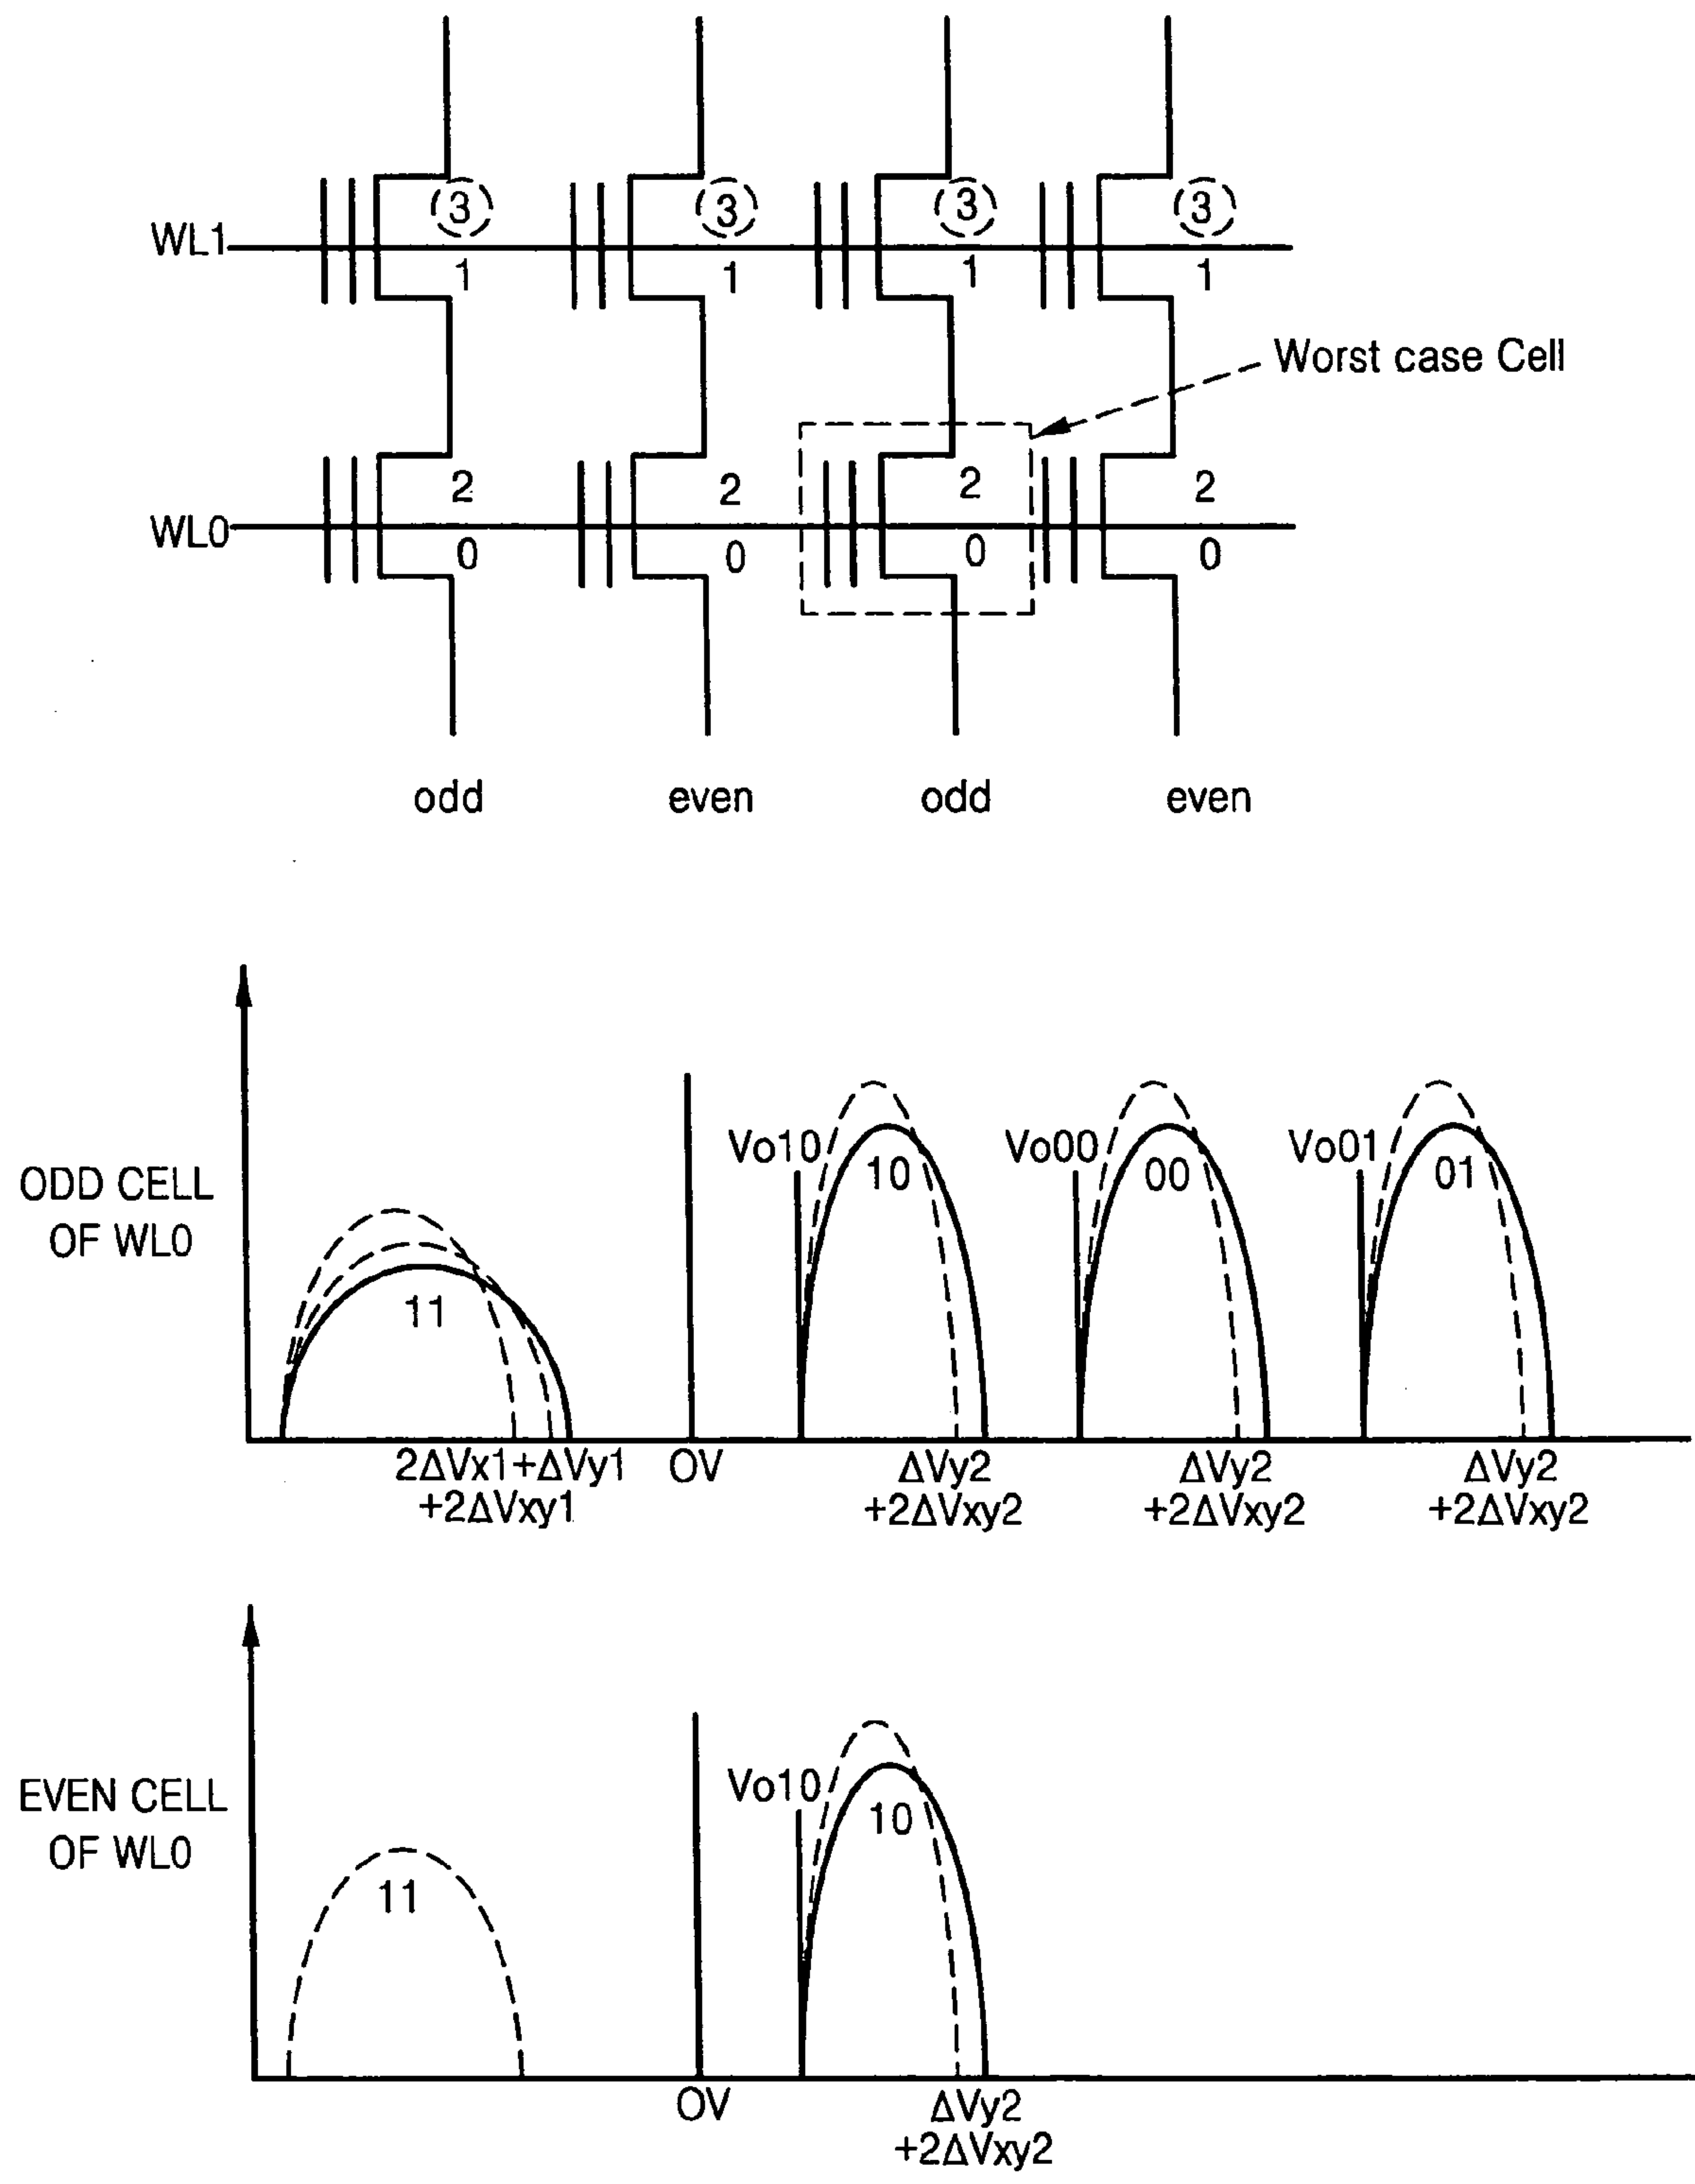 3 3 3 3
WL1
1 1 1 1
Worst case Cell
2 2 2 2
WL0
0 0 0 0
odd even odd even
Vo10 Vo00 Vo01
10 00 01
ODD CELL
OF WL0
11
2ΔVx1+ΔVy1 OV ΔVy2 ΔVy2 ΔVy2
+2ΔVxy1 +2ΔVxy2 +2ΔVxy2 +2ΔVxy2
Vo10
10
EVEN CELL
OF WL0
11
OV ΔVy2
+2ΔVxy2